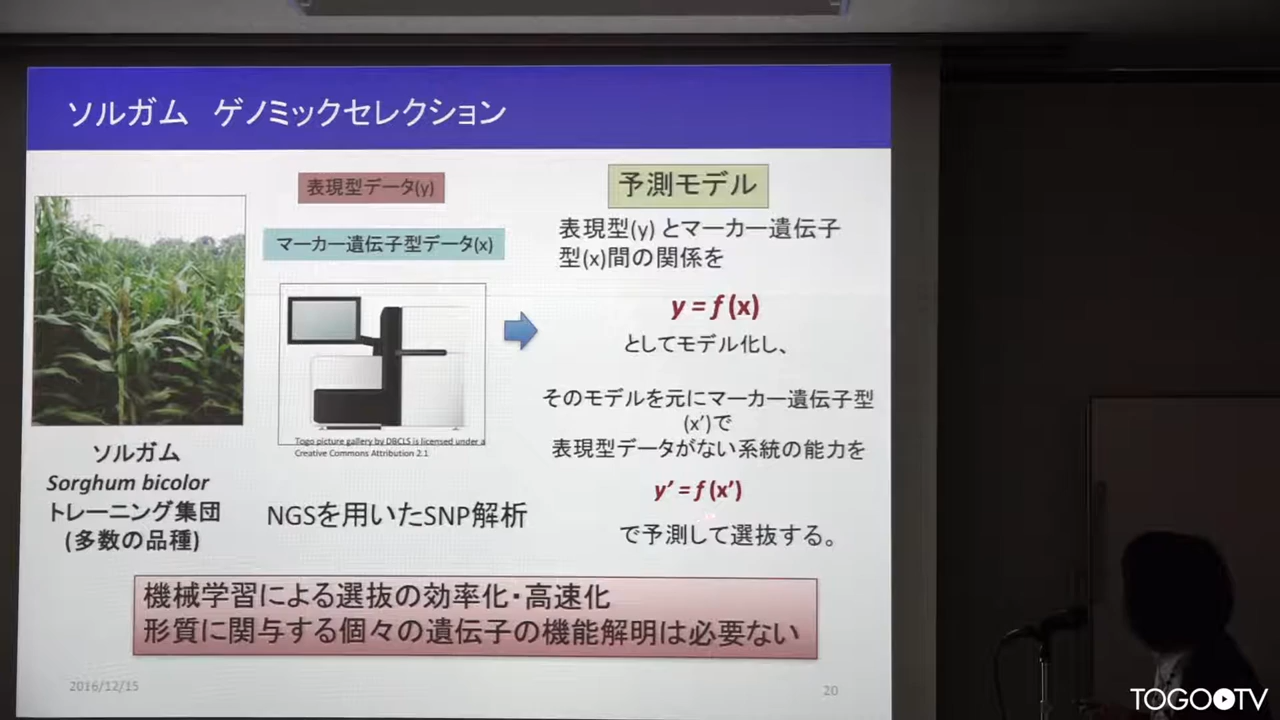 ソルガム ゲノミックセレクション
表現型データ(y)
マーカー遺伝子型データ(x)
Togo picture gallery by DBCLS is licensed under a
Creative Commons Attribution 2.1
ソルガム
Sorghum bicolor
トレーニング集団
(多数の品種)
NGSを用いたSNP解析
予測モデル
表現型(y) とマーカー遺伝子
型(x)間の関係を
y = f (x)
としてモデル化し、
そのモデルを元にマーカー遺伝子型
(x’)で
表現型データがない系統の能力を
y’ = f (x’)
で予測して選抜する。
機械学習による選抜の効率化・高速化
形質に関与する個々の遺伝子の機能解明は必要ない
2016/12/15
20
TOGOTV